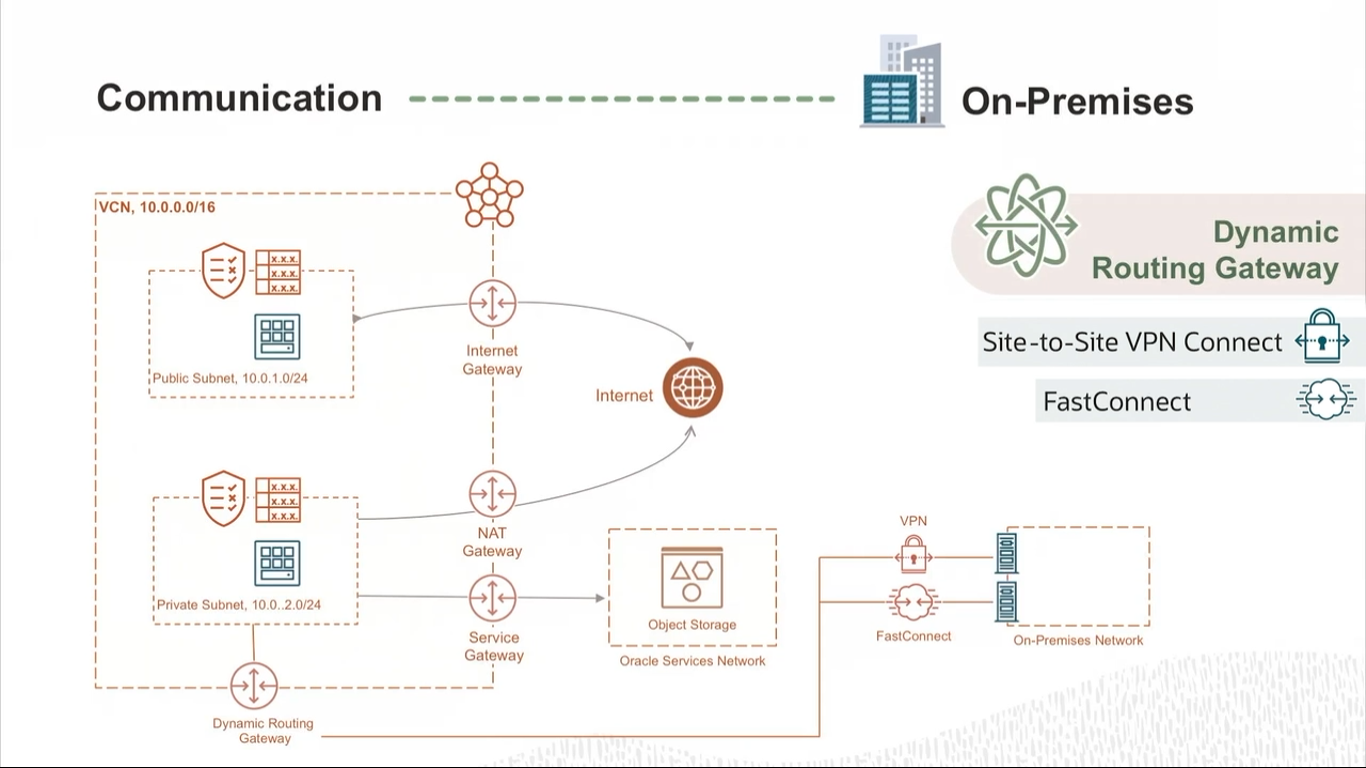 Communication
On-Premises
VCN, 10.0.0.0/16
Dynamic
Routing Gateway
x.x.x.
x.x.x.
x.x.x.
Site-to-Site VPN Connect
Internet
Gateway
Public Subnet, 10.0.1.0/24
Internet
FastConnect
x.x.x.
x.x.x.
x.x.x.
NAT
Gateway
VPN
Private Subnet, 10.0..2.0/24
Service
Gateway
Object Storage
Oracle Services Network
FastConnect
On-Premises Network
Dynamic Routing
Gateway